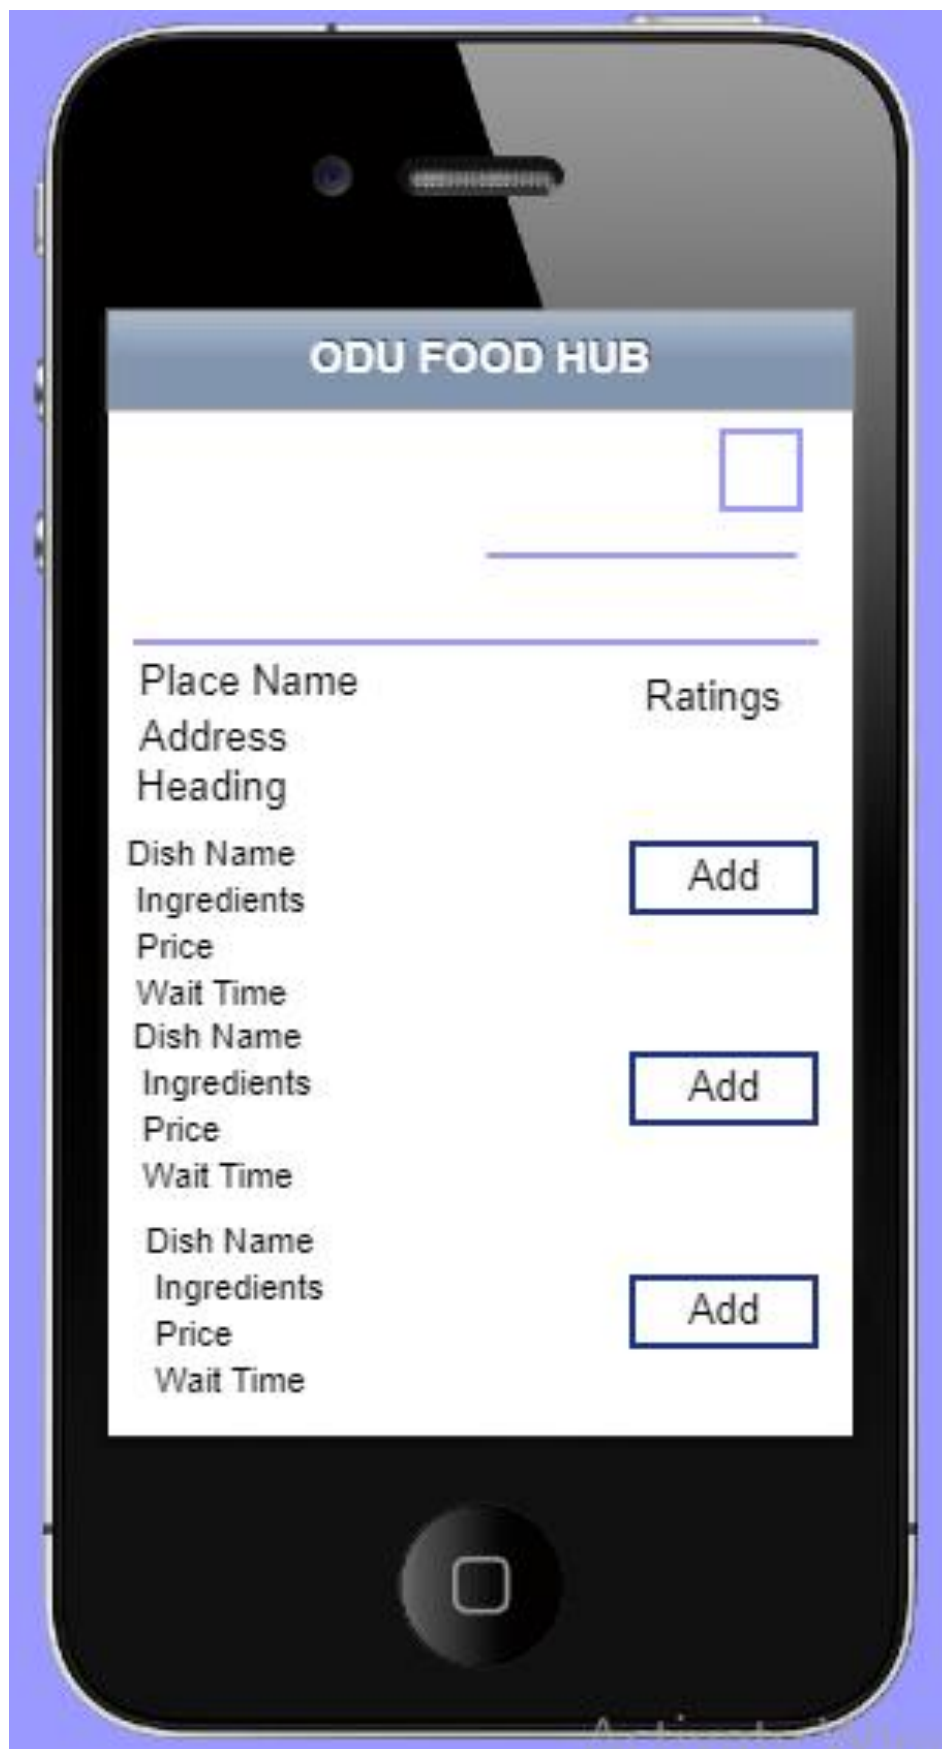 ODU FOOD HUB
Place Name
Ratings
Address
Heading
Dish Name
Add
Ingredients
Price
Wait Time
Dish Name
Add
Ingredients
Price
Wait Time
Dish Name
Ingredients
Add
Price
Wait Time